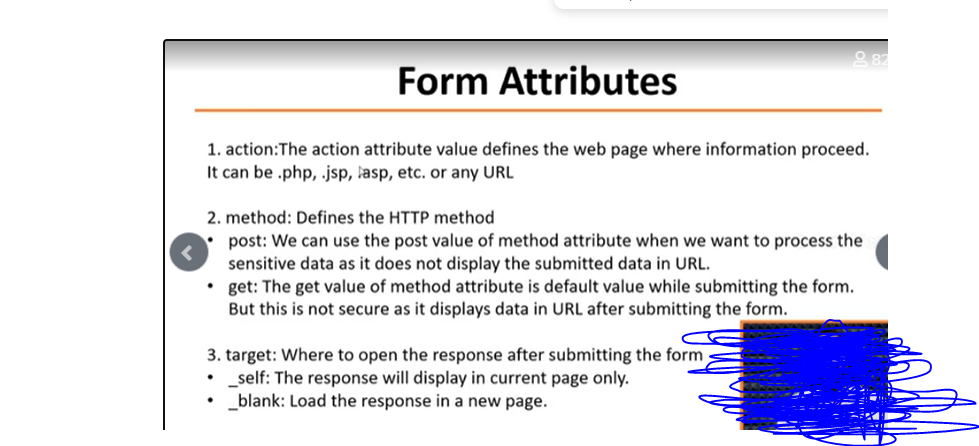 82
Form Attributes
1. action:The action attribute value defines the web page where information proceed.
It can be .php, .jsp, .asp, etc. or any URL
2. method: Defines the HTTP method
• post: We can use the post value of method attribute when we want to process the
sensitive data as it does not display the submitted data in URL.
• get: The get value of method attribute is default value while submitting the form.
But this is not secure as it displays data in URL after submitting the form.
3. target: Where to open the response after submitting the form
• _self: The response will display in current page only.
• _blank: Load the response in a new page.